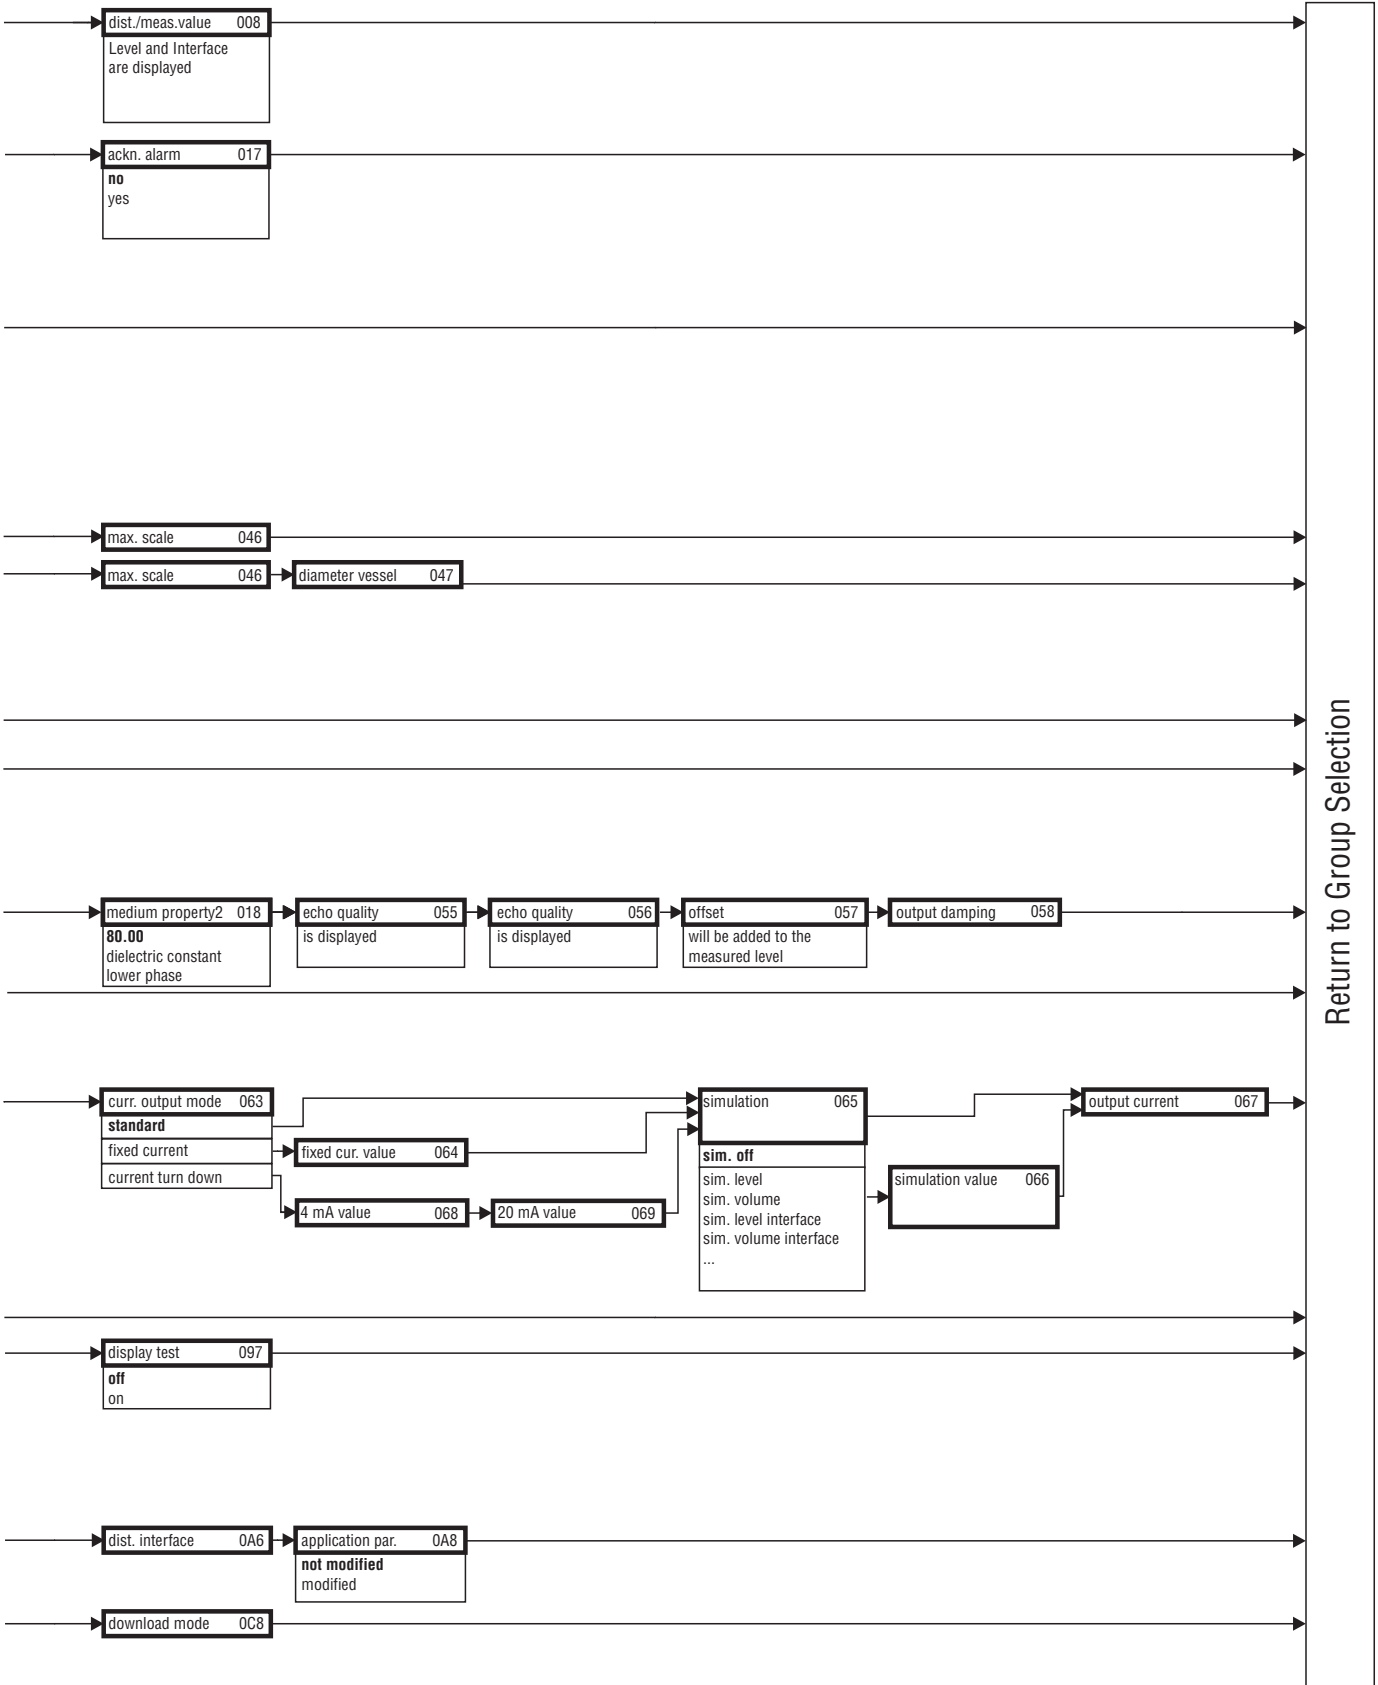 dist./meas.value 008
Level and Interface
are displayed
ackn. alarm 017
no
yes
max. scale 046
max. scale 046
diameter vessel 047
medium property2 018
80.00
dielectric constant
lower phase
echo quality 055
is displayed
echo quality 056
is displayed
offset 057
will be added to the
measured level
output damping 058
curr. output mode 063
standard
fixed current
current turn down
fixed cur. value 064
4 mA value 068
20 mA value 069
simulation 065
sim. off
sim. level
sim. volume
sim. level interface
sim. volume interface
...
simulation value 066
output current 067
display test 097
off
on
dist. interface 0A6
application par. 0A8
not modified
modified
download mode 0C8
Return to Group Selection